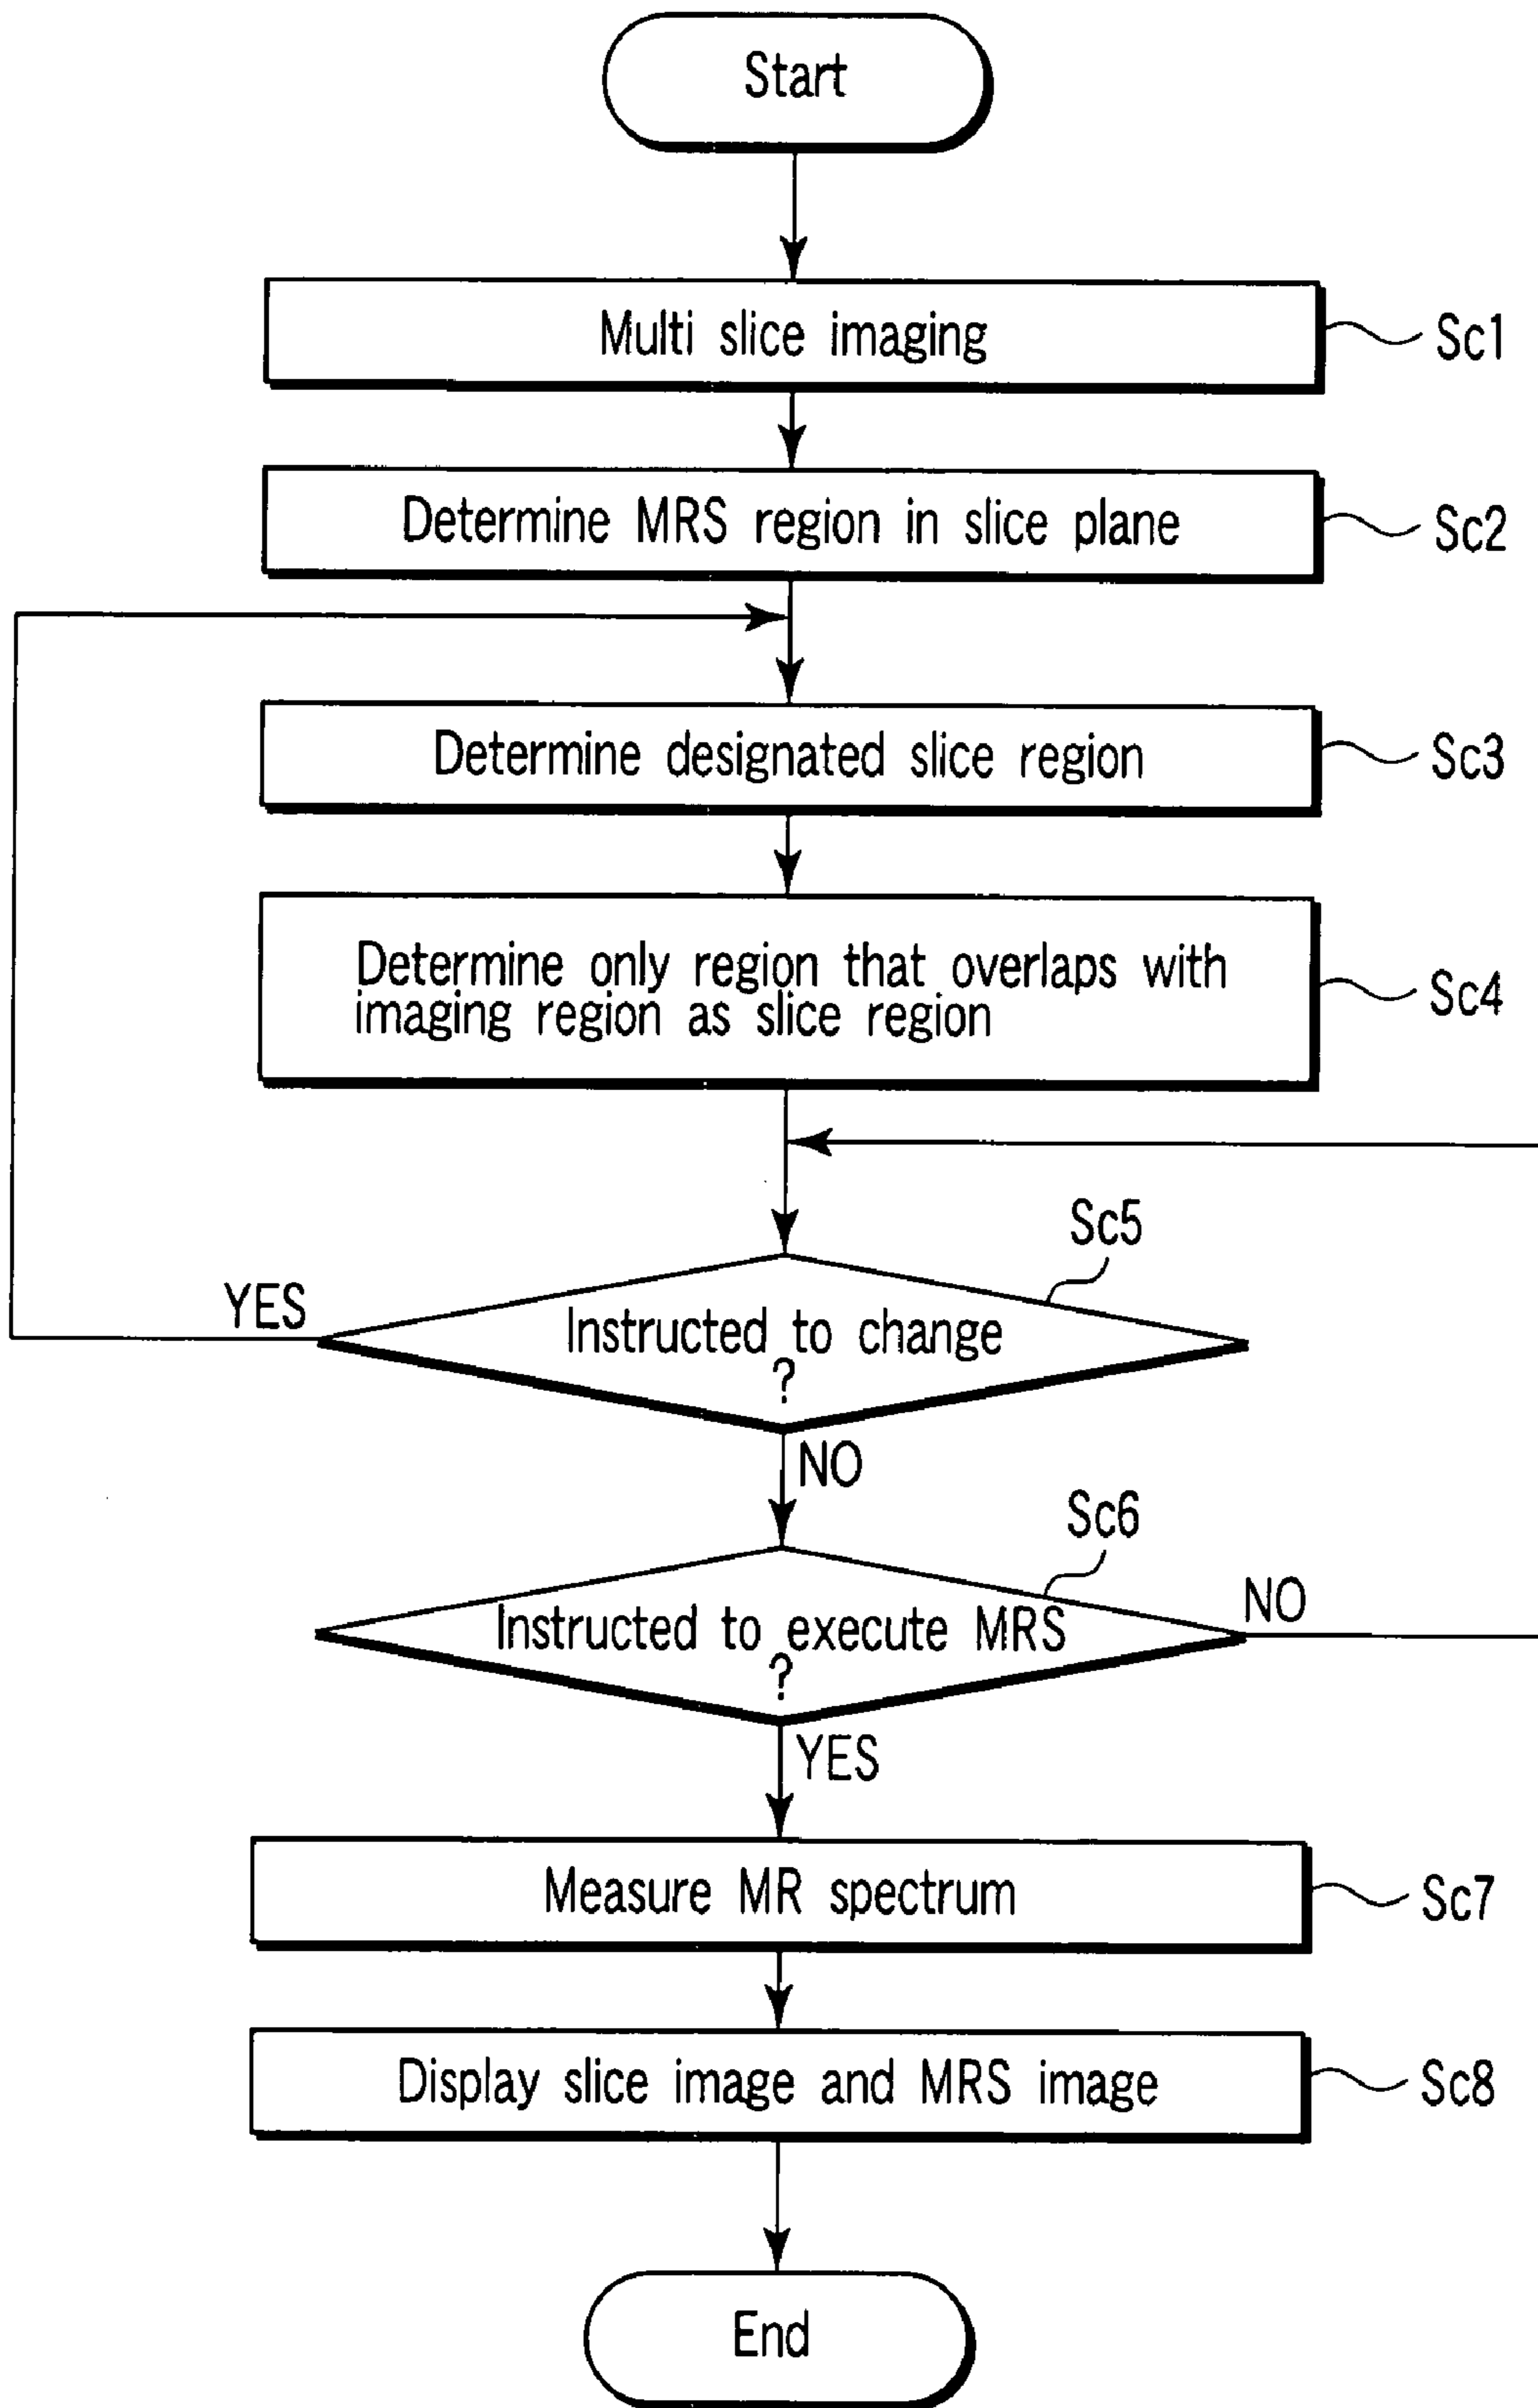 Start
Multi slice imaging
Sc1
Determine MRS region in slice plane
Sc2
Determine designated slice region
Sc3
Determine only region that overlaps with
imaging region as slice region
Sc4
Sc5
YES
Instructed to change
?
NO
Sc6
Instructed to execute MRS
?
NO
YES
Measure MR spectrum
Sc7
Display slice image and MRS image
Sc8
End